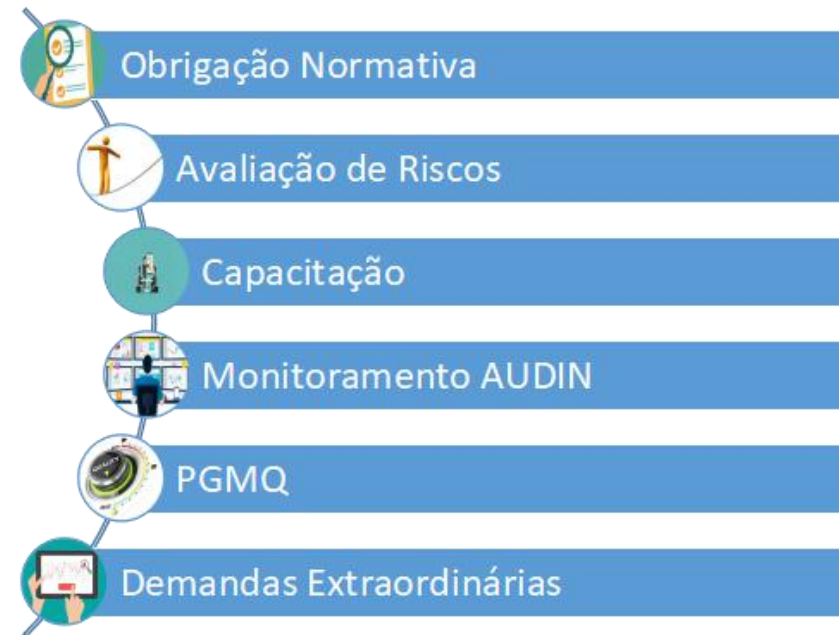 Obrigação Normativa
Avaliação de Riscos
Capacitação
Monitoramento AUDIN
PGMQ
Demandas Extraordinárias